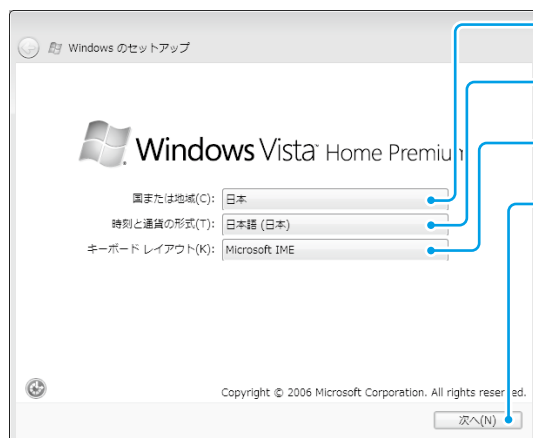 Windows のセットアップ
Windows Vista™ Home Premium
国または地域(C): 日本
時刻と通貨の形式(T): 日本語 (日本)
キーボード レイアウト(K): Microsoft IME
Copyright © 2006 Microsoft Corporation. All rights reserved.
次へ(N)